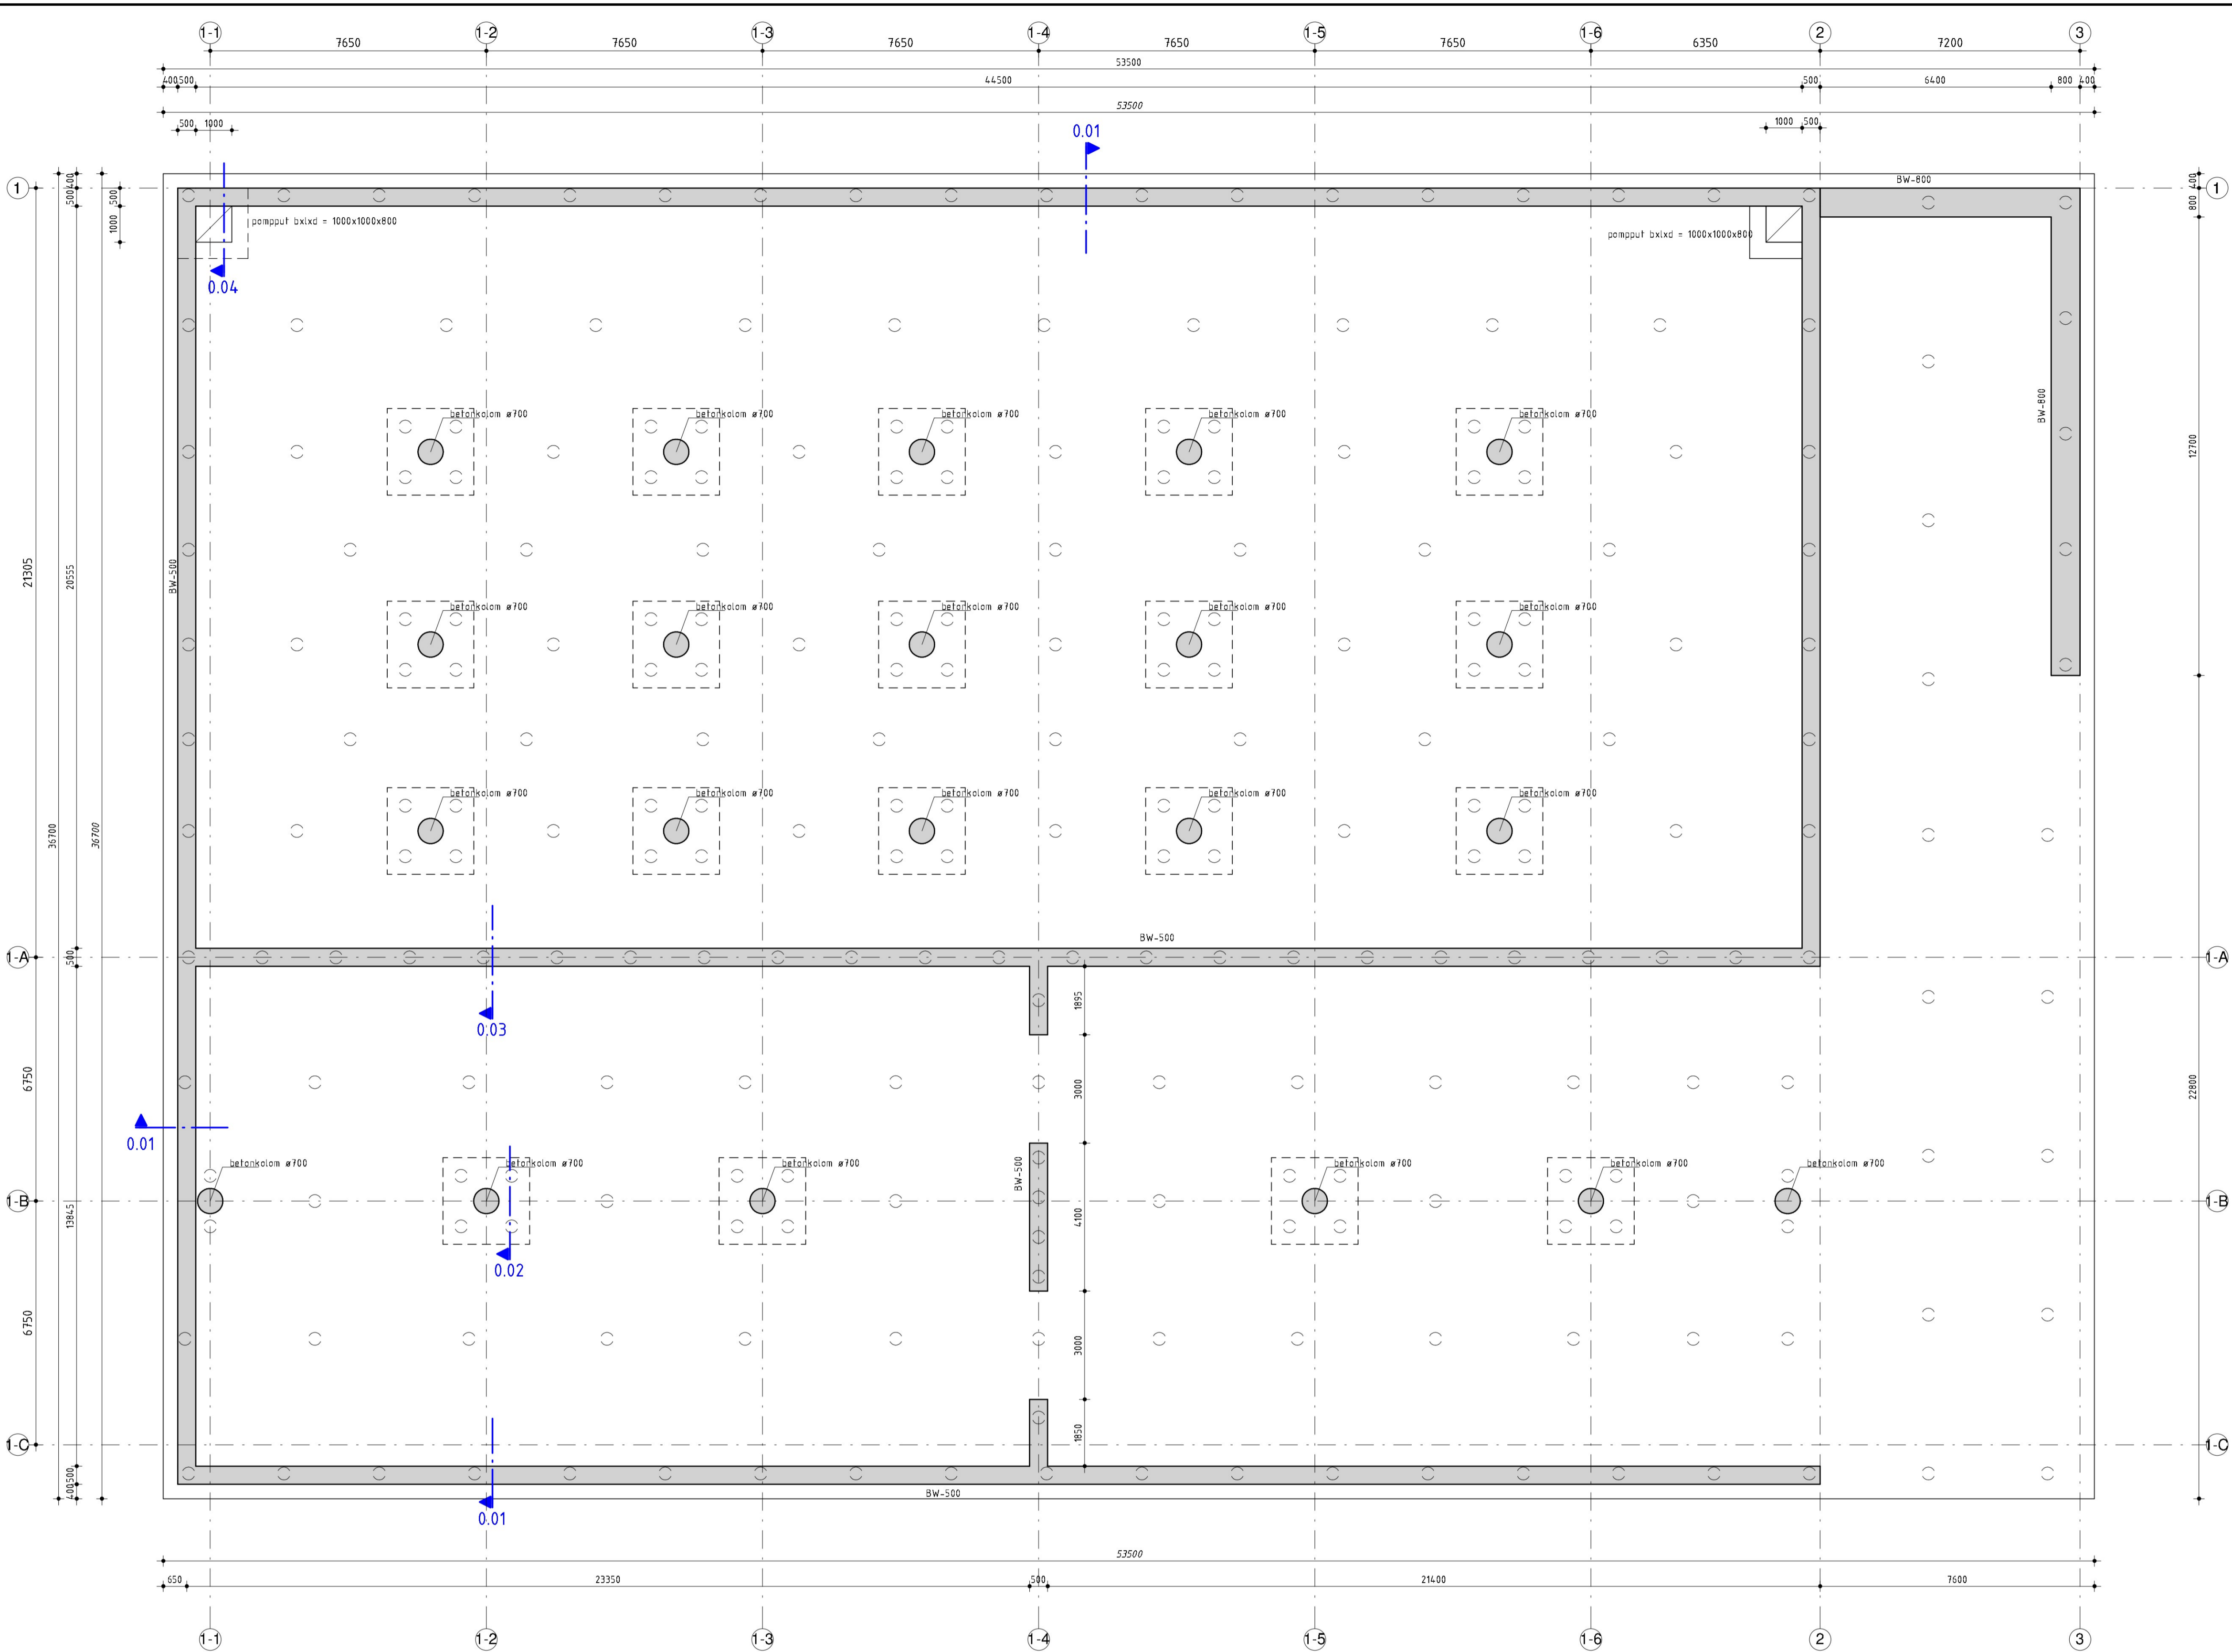 1-1 1-2 1-3 1-4 1-5 1-6 2 3
7650 7650 7650 7650 7650 6350 7200
53500
400 500 44500 500 6400 800 400
53500
500 1000 1000 500
0.01
1 400 500 500 BW-800 400 1
1000 pompput bxlxd = 1000x1000x800 pompput bxlxd = 1000x1000x800 800
0.04
betonkolom ø700 betonkolom ø700 betonkolom ø700 betonkolom ø700 betonkolom ø700
BW-800
12700
21305 20555 BW-500
betonkolom ø700 betonkolom ø700 betonkolom ø700 betonkolom ø700 betonkolom ø700
betonkolom ø700 betonkolom ø700 betonkolom ø700 betonkolom ø700 betonkolom ø700
36700 36700
BW-500
1-A 500 1-A
1895
0.03
6750 3000 22800
0.01
betonkolom ø700 betonkolom ø700 betonkolom ø700 BW-500 betonkolom ø700 betonkolom ø700 betonkolom ø700
1-B 13845 4100 1-B
0.02
6750 3000
1-C 1850 1-C
400 500 BW-500
0.01
53500
650 23350 500 21400 7600
1-1 1-2 1-3 1-4 1-5 1-6 2 3